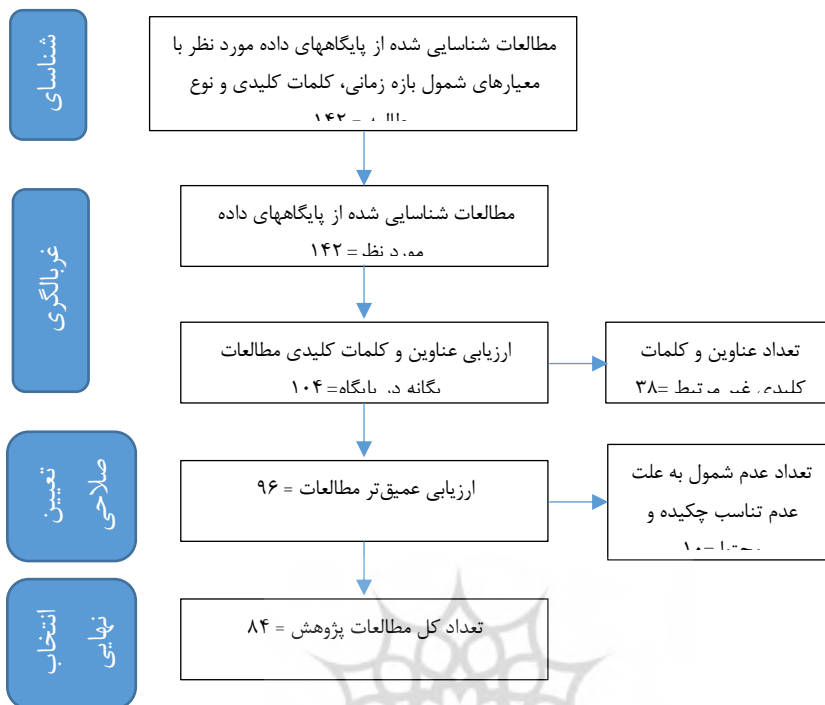 شناسای
مطالعات شناسایی شده از پایگاههای داده مورد نظر با
معیارهای شمول بازه زمانی، کلمات کلیدی و نوع
= ۱۴۲
غربالگری
مطالعات شناسایی شده از پایگاههای داده
مورد نظر = ۱۴۲
ارزیابی عناوین و کلمات کلیدی مطالعات
یگانه در پایگاه= ۱۰۴
تعداد عناوین و کلمات
کلیدی غیر مرتبط =۳۸
تعیین
صلاحی
ارزیابی عمیق‌تر مطالعات = ۹۶
تعداد عدم شمول به علت
عدم تناسب چکیده و
=۱۰
انتخاب
نهایی
تعداد کل مطالعات پژوهش = ۸۴